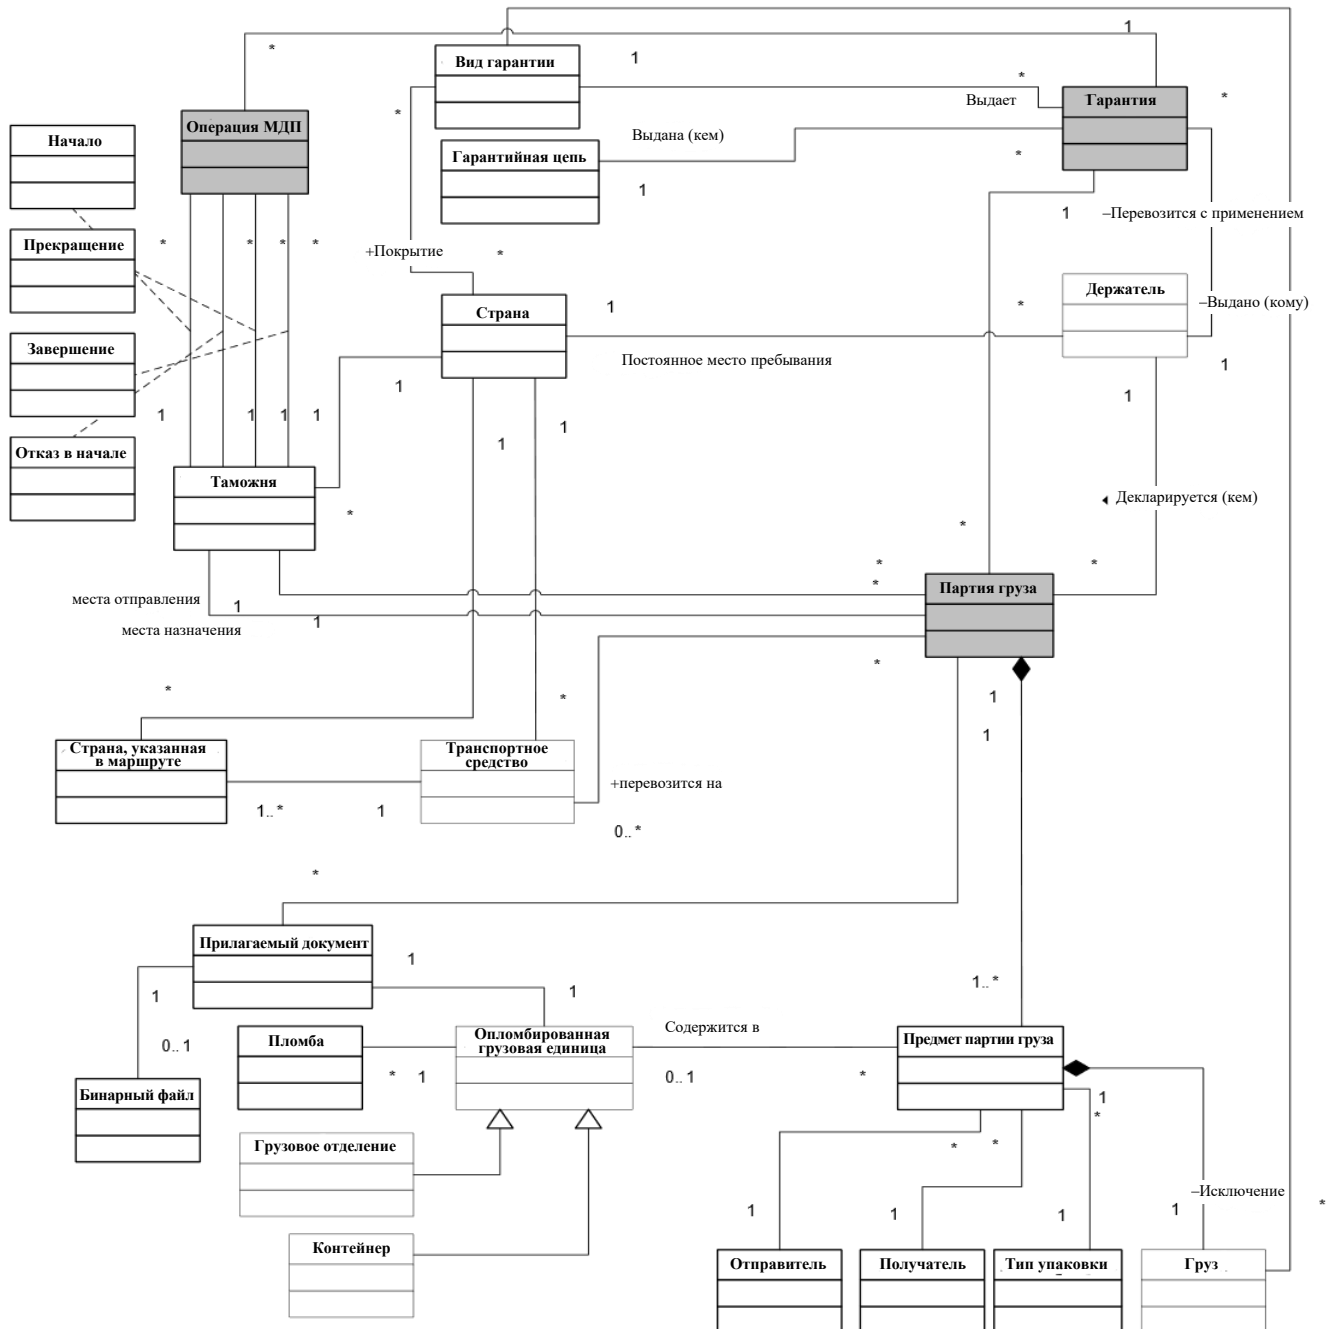 1
*
Вид гарантии
1
*
Гарантия
*
Выдает
*
Операция МДП
Начало
Выдана (кем)
Гарантийная цепь
*
1
1
–Перевозится с применением
Прекращение
*
*
*
*
+Покрытие
*
Держатель
Страна
1
*
–Выдано (кому)
Завершение
Постоянное место пребывания
1
1
1
1
1
1
1
1
1
1
Отказ в начале
Таможня
*
Декларируется (кем)
*
*
*
*
Партия груза
места отправления
1
места назначения
1
*
*
*
1
1
Страна, указанная
в маршруте
Транспортное
средство
+перевозится на
1..*
1
0..*
*
Прилагаемый документ
1
1
1
1..*
0..1
Пломба
Опломбированная
грузовая единица
Содержится в
Предмет партии груза
*
1
0..1
*
Бинарный файл
1
*
Грузовое отделение
*
*
–Исключение
*
1
1
1
1
Контейнер
Отправитель
Получатель
Тип упаковки
Груз